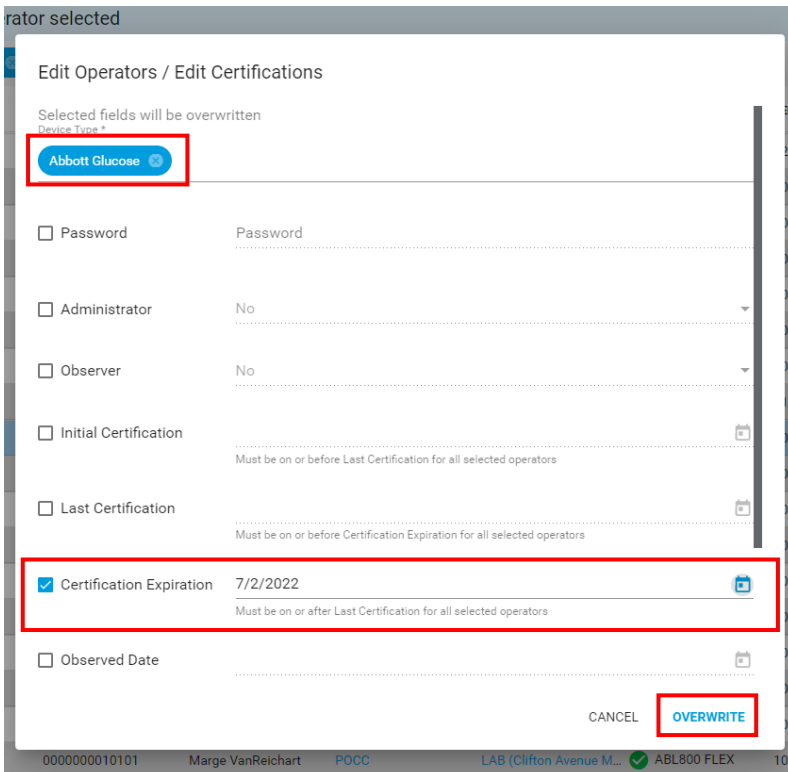 rator selected
Edit Operators / Edit Certifications
Selected fields will be overwritten
Device Type *
Abbott Glucose
Password Password
Administrator No
Observer No
Initial Certification
Must be on or before Last Certification for all selected operators
Last Certification
Must be on or before Certification Expiration for all selected operators
Certification Expiration 7/2/2022
Must be on or after Last Certification for all selected operators
Observed Date
CANCEL OVERWRITE
0000000010101 Marge VanReichart POCC LAB (Clifton Avenue M... ABL800 FLEX 10